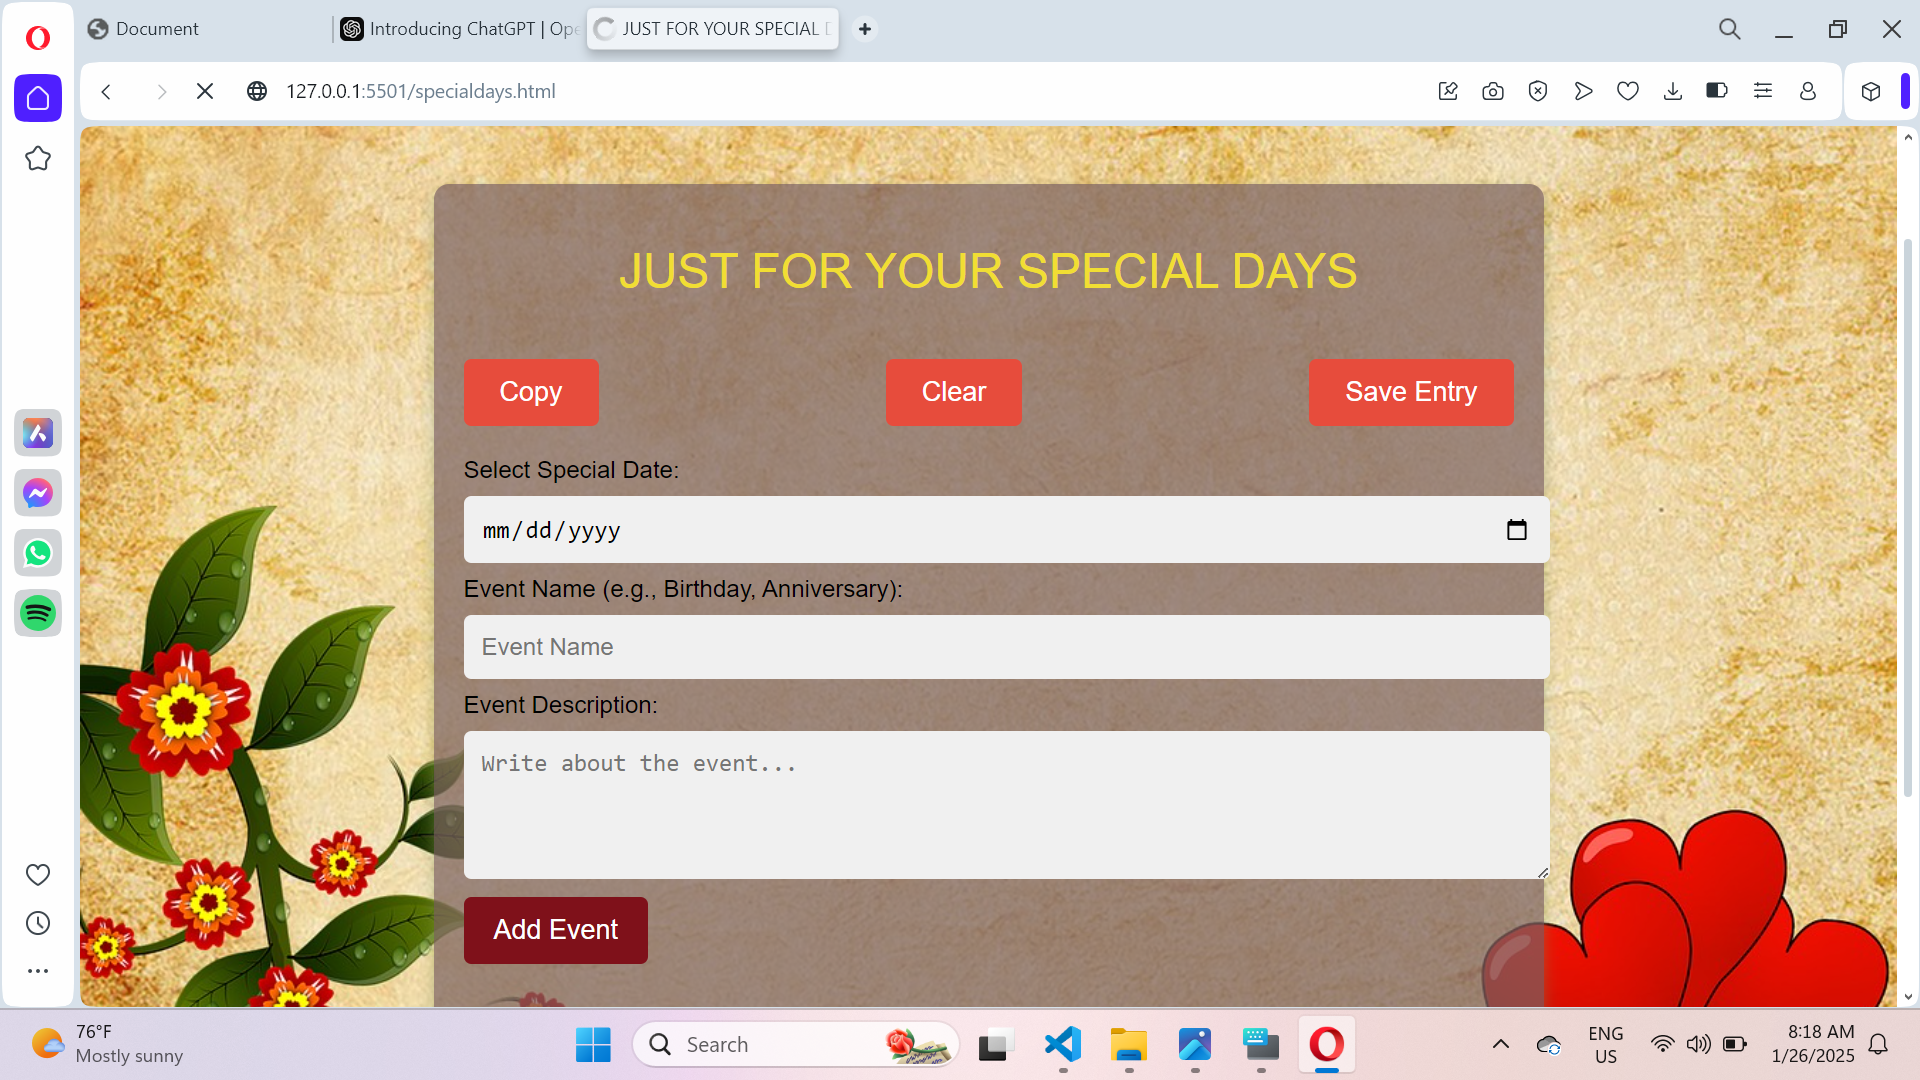 Document
Introducing ChatGPT | Ope
JUST FOR YOUR SPECIAL D
127.0.0.1:5501/specialdays.html
JUST FOR YOUR SPECIAL DAYS
Copy
Clear
Save Entry
Select Special Date:
mm/dd/yyyy
Event Name (e.g., Birthday, Anniversary):
Event Name
Event Description:
Write about the event...
Add Event
76°F
Mostly sunny
Search
ENG
US
8:18 AM
1/26/2025